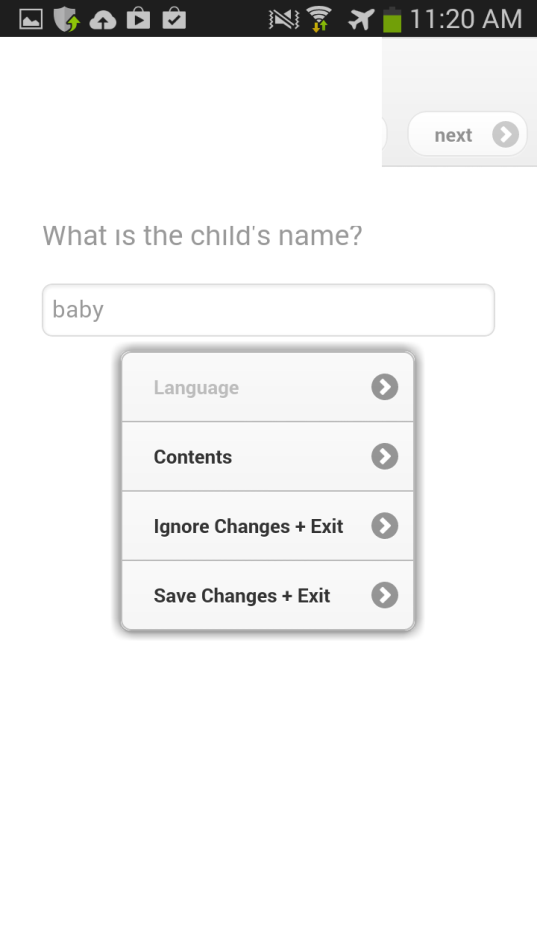 11:20 AM
next
What is the child's name?
baby
Language
Contents
Ignore Changes + Exit
Save Changes + Exit